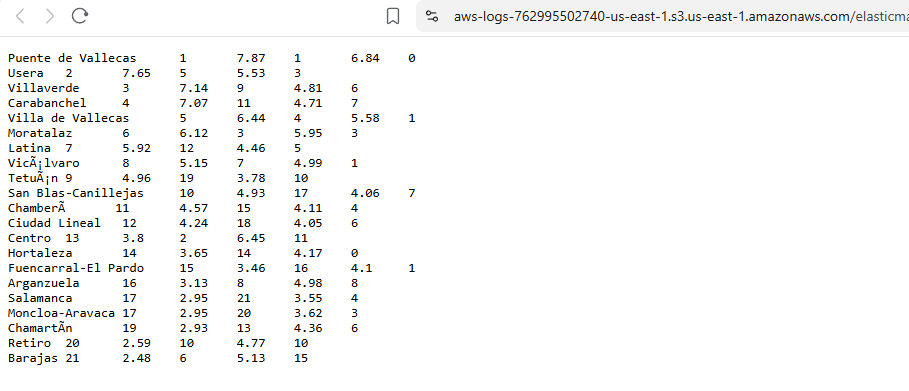 aws-logs-762995502740-us-east-1.s3.us-east-1.amazonaws.com/elasticma
Puente de Vallecas 1 7.87 1 6.84 0
Usera 2 7.65 5 5.53 3
Villaverde 3 7.14 9 4.81 6
Carabanchel 4 7.07 11 4.71 7
Villa de Vallecas 5 6.44 4 5.58 1
Moratalaz 6 6.12 3 5.95 3
Latina 7 5.92 12 4.46 5
VicÃ¡lvaro 8 5.15 7 4.99 1
TetuÃ¡n 9 4.96 19 3.78 10
San Blas-Canillejas 10 4.93 17 4.06 7
ChamberÃ 11 4.57 15 4.11 4
Ciudad Lineal 12 4.24 18 4.05 6
Centro 13 3.8 2 6.45 11
Hortaleza 14 3.65 14 4.17 0
Fuencarral-El Pardo 15 3.46 16 4.1 1
Arganzuela 16 3.13 8 4.98 8
Salamanca 17 2.95 21 3.55 4
Moncloa-Aravaca 17 2.95 20 3.62 3
ChamartÃn 19 2.93 13 4.36 6
Retiro 20 2.59 10 4.77 10
Barajas 21 2.48 6 5.13 15